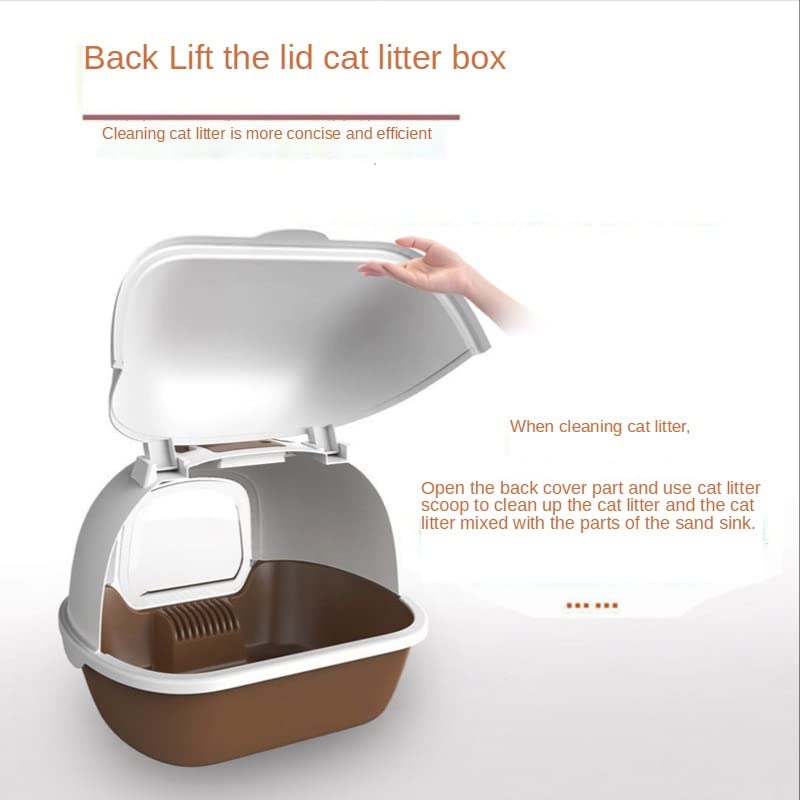 Back Lift the lid cat litter box
Cleaning cat litter is more concise and efficient
When cleaning cat litter,
Open the back cover part and use cat litter
scoop to clean up the cat litter and the cat
litter mixed with the parts of the sand sink.